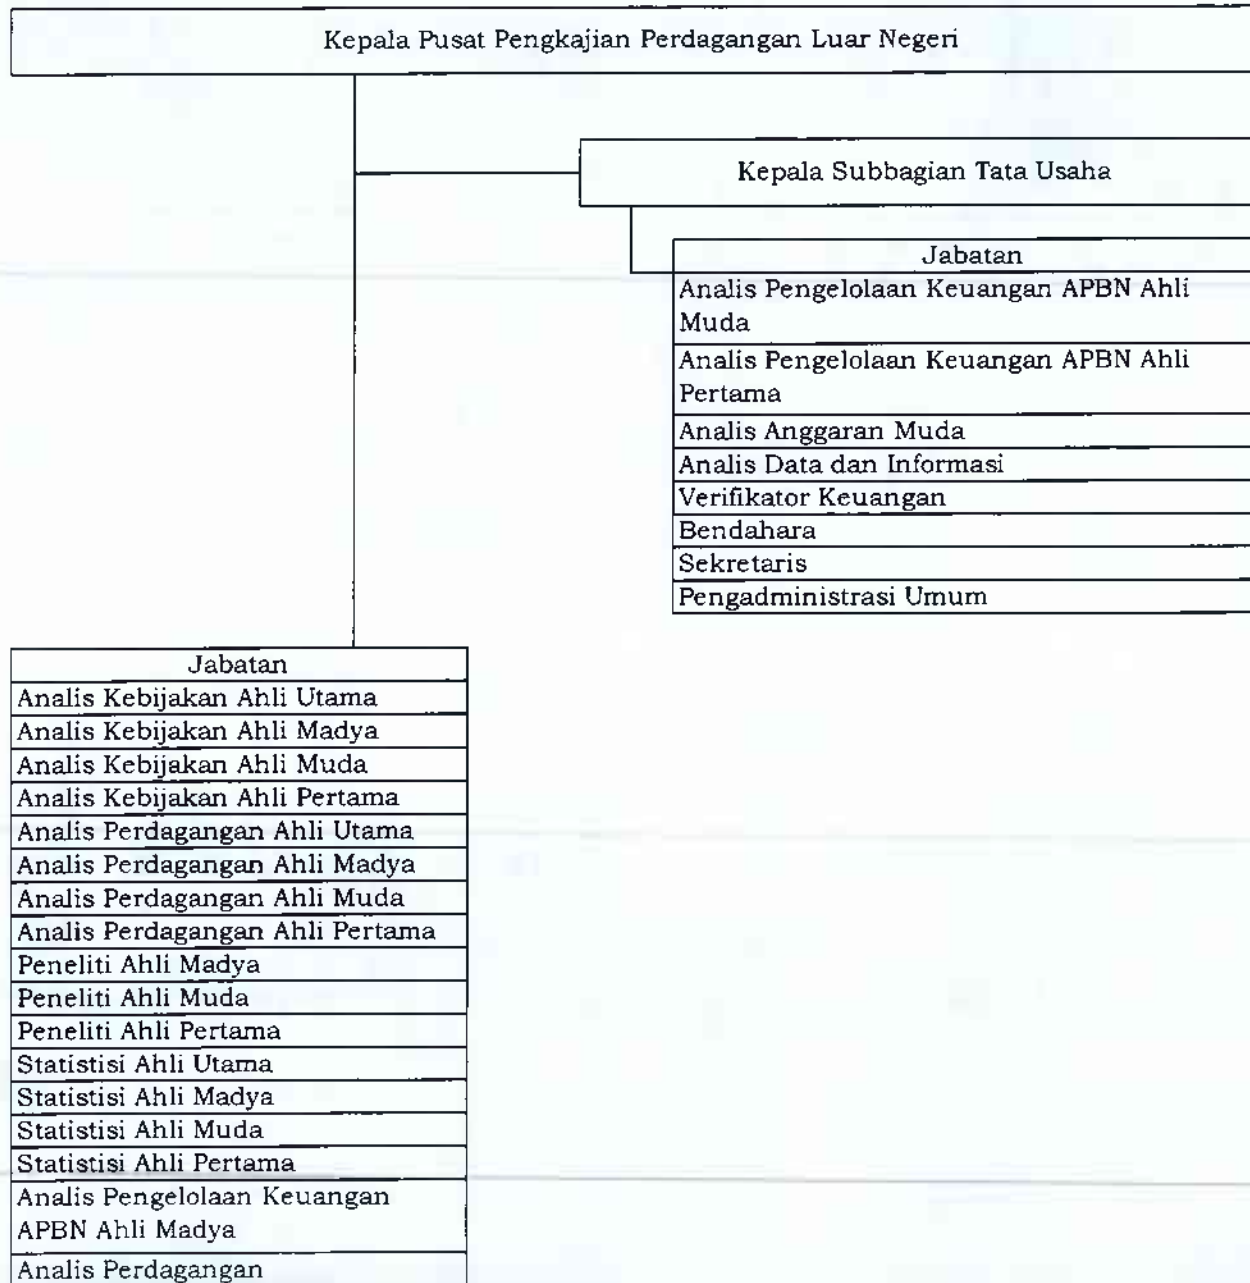 Kepala Pusat Pengkajian Perdagangan Luar Negeri
Kepala Subbagian Tata Usaha
Jabatan
Analis Pengelolaan Keuangan APBN Ahli
Muda
Analis Pengelolaan Keuangan APBN Ahli
Pertama
Analis Anggaran Muda
Analis Data dan Informasi
Verifikator Keuangan
Bendahara
Sekretaris
Pengadministrasi Umum
Jabatan
Analis Kebijakan Ahli Utama
Analis Kebijakan Ahli Madya
Analis Kebijakan Ahli Muda
Analis Kebijakan Ahli Pertama
Analis Perdagangan Ahli Utama
Analis Perdagangan Ahli Madya
Analis Perdagangan Ahli Muda
Analis Perdagangan Ahli Pertama
Peneliti Ahli Madya
Peneliti Ahli Muda
Peneliti Ahli Pertama
Statistisi Ahli Utama
Statistisi Ahli Madya
Statistisi Ahli Muda
Statistisi Ahli Pertama
Analis Pengelolaan Keuangan
APBN Ahli Madya
Analis Perdagangan